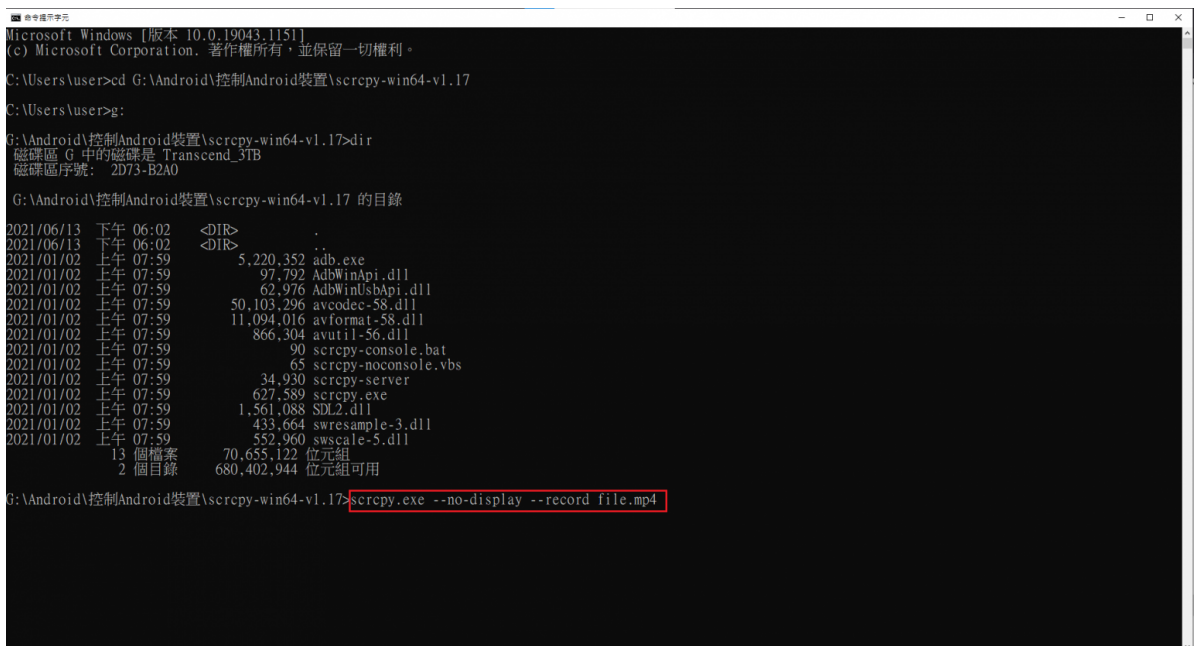 命令提示字元
Microsoft Windows [版本 10.0.19043.1151]
(c) Microsoft Corporation. 著作權所有，並保留一切權利。
C:\Users\user>cd G:\Android\控制Android裝置\scrcpy-win64-v1.17
C:\Users\user>g:
G:\Android\控制Android裝置\scrcpy-win64-v1.17>dir
磁碟區 G 中的磁碟是 Transcend_3TB
磁碟區序號:  2D73-B2A0
G:\Android\控制Android裝置\scrcpy-win64-v1.17 的目錄
2021/06/13  下午 06:02    <DIR>          .
2021/06/13  下午 06:02    <DIR>          ..
2021/01/02  上午 07:59         5,220,352 adb.exe
2021/01/02  上午 07:59            97,792 AdbWinApi.dll
2021/01/02  上午 07:59            62,976 AdbWinUsbApi.dll
2021/01/02  上午 07:59        50,103,296 avcodec-58.dll
2021/01/02  上午 07:59        11,094,016 avformat-58.dll
2021/01/02  上午 07:59           866,304 avutil-56.dll
2021/01/02  上午 07:59                90 scrcpy-console.bat
2021/01/02  上午 07:59                65 scrcpy-noconsole.vbs
2021/01/02  上午 07:59            34,930 scrcpy-server
2021/01/02  上午 07:59           627,589 scrcpy.exe
2021/01/02  上午 07:59         1,561,088 SDL2.dll
2021/01/02  上午 07:59           433,664 swresample-3.dll
2021/01/02  上午 07:59           552,960 swscale-5.dll
13 個檔案      70,655,122 位元組
2 個目錄     680,402,944 位元組可用
G:\Android\控制Android裝置\scrcpy-win64-v1.17>scrcpy.exe --no-display --record file.mp4